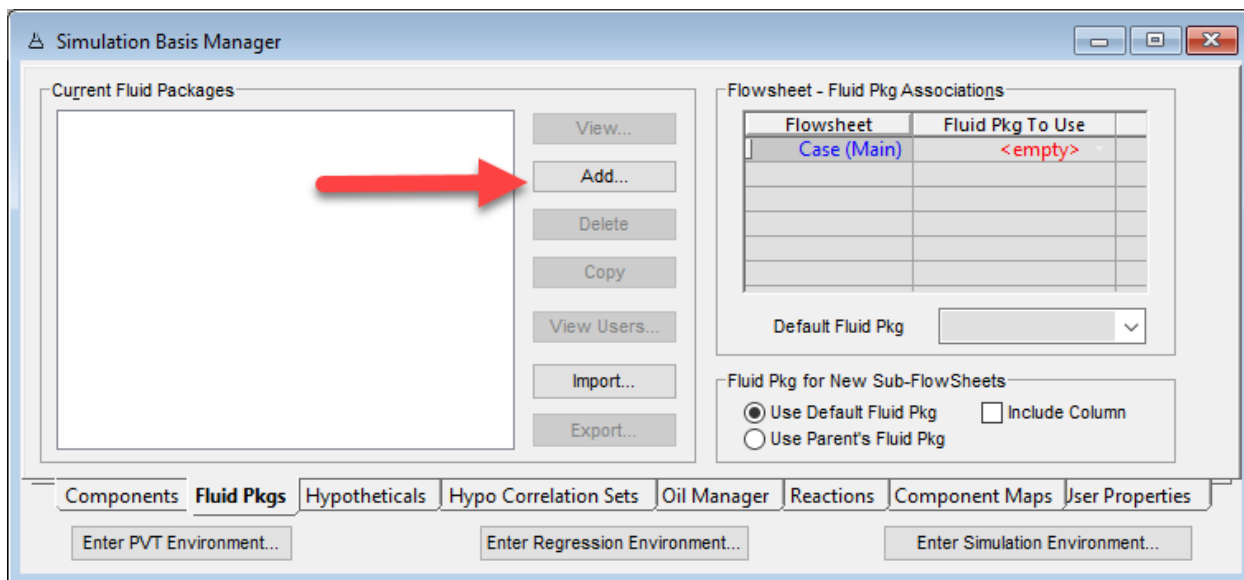 Simulation Basis Manager
Current Fluid Packages
View...
Add...
Delete
Copy
View Users...
Import...
Export...
Flowsheet - Fluid Pkg Associations
Flowsheet Fluid Pkg To Use
Case (Main) <empty>
Default Fluid Pkg
Fluid Pkg for New Sub-FlowSheets
Use Default Fluid Pkg Include Column
Use Parent's Fluid Pkg
Components Fluid Pkgs Hypotheticals Hypo Correlation Sets Oil Manager Reactions Component Maps User Properties
Enter PVT Environment... Enter Regression Environment... Enter Simulation Environment...